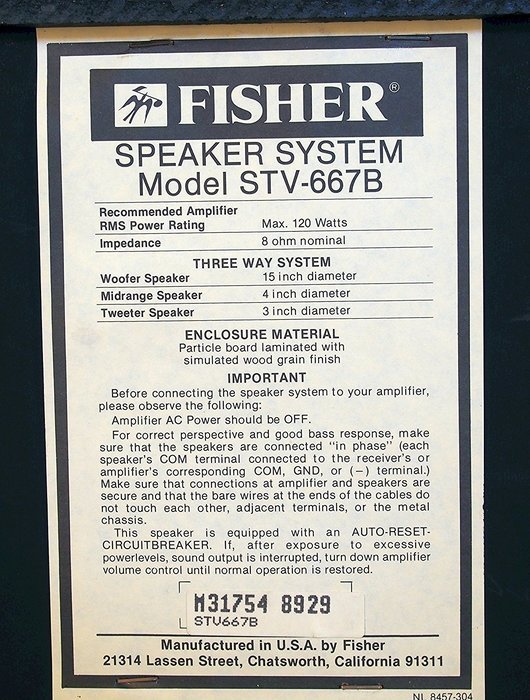 FISHER®
SPEAKER SYSTEM
Model STV-667B
Recommended Amplifier
RMS Power Rating Max. 120 Watts
Impedance 8 ohm nominal
THREE WAY SYSTEM
Woofer Speaker 15 inch diameter
Midrange Speaker 4 inch diameter
Tweeter Speaker 3 inch diameter
ENCLOSURE MATERIAL
Particle board laminated with
simulated wood grain finish
IMPORTANT
Before connecting the speaker system to your amplifier,
please observe the following:
Amplifier AC Power should be OFF.
For correct perspective and good bass response, make
sure that the speakers are connected "in phase" (each
speaker's COM terminal connected to the receiver's or
amplifier's corresponding COM, GND, or (−) terminal.)
Make sure that connections at amplifier and speakers are
secure and that the bare wires at the ends of the cables do
not touch each other, adjacent terminals, or the metal
chassis.
This speaker is equipped with an AUTO-RESET-
CIRCUITBREAKER. If, after exposure to excessive
powerlevels, sound output is interrupted, turn down amplifier
volume control until normal operation is restored.
M31754 8929
STV667B
Manufactured in U.S.A. by Fisher
21314 Lassen Street, Chatsworth, California 91311
NL 8457-304